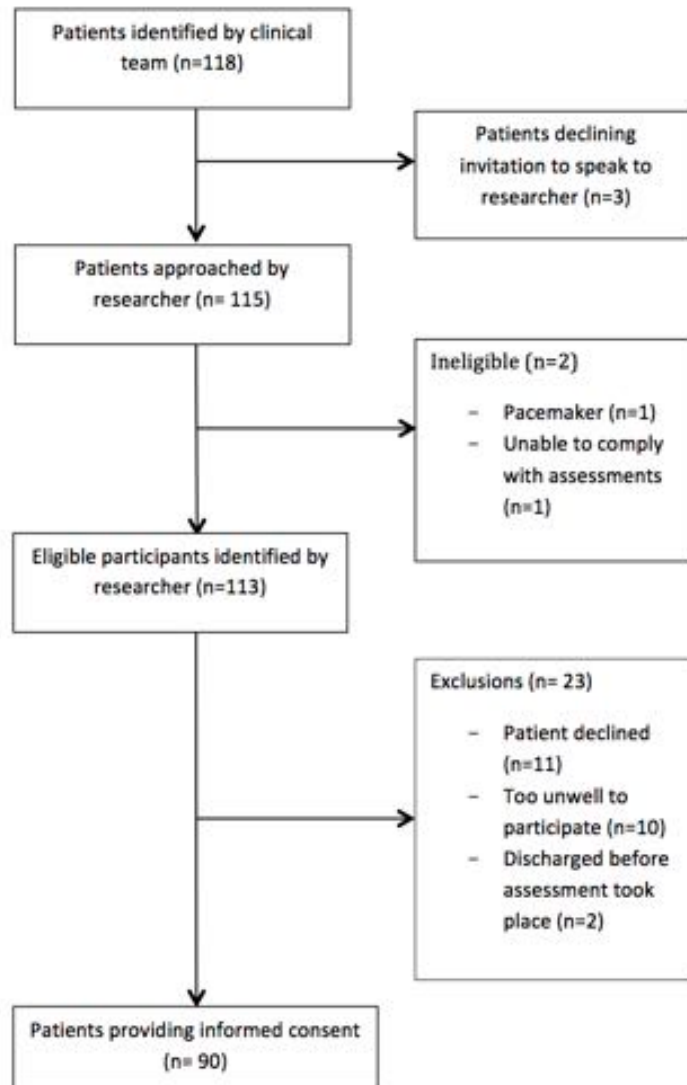 Patients identified by clinical
team (n=118)
Patients declining
invitation to speak to
researcher (n=3)
Patients approached by
researcher (n= 115)
Ineligible (n=2)
- Pacemaker (n=1)
- Unable to comply
with assessments
(n=1)
Eligible participants identified by
researcher (n=113)
Exclusions (n= 23)
- Patient declined
(n=11)
- Too unwell to
participate (n=10)
- Discharged before
assessment took
place (n=2)
Patients providing informed consent
(n= 90)